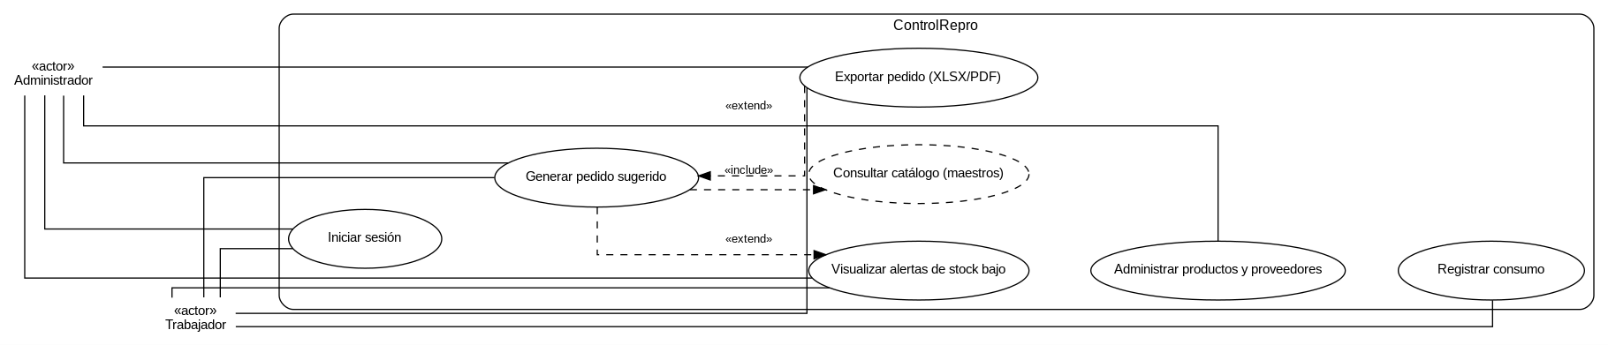 ControlRepro
«actor»
Administrador
Exportar pedido (XLSX/PDF)
«extend»
Generar pedido sugerido
«include»
Consultar catálogo (maestros)
Iniciar sesión
«extend»
Visualizar alertas de stock bajo
Administrar productos y proveedores
Registrar consumo
«actor»
Trabajador